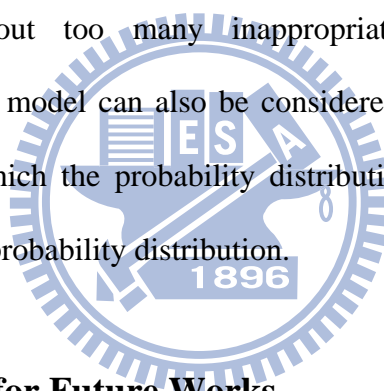 out too many inappropriat
model can also be considere
hich the probability distributi
probability distribution.
E S A
1896
for Future Works